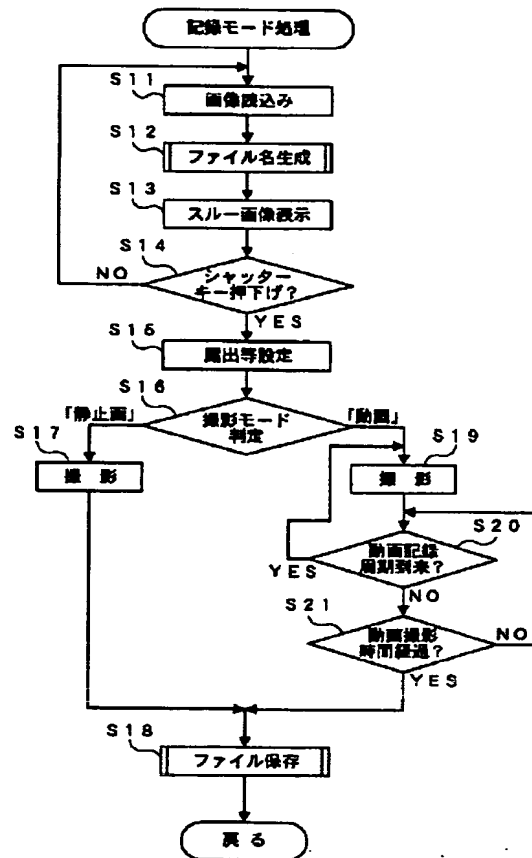 記録モード処理
S11
画像読込み
S12
ファイル名生成
S13
スルー画像表示
S14
シャッター
キー押下げ?
NO
YES
S15
露出等設定
S16
撮影モード
判定
「静止画」
「動画」
S17
撮 影
S19
撮 影
S20
動画記録
周期到来?
YES
NO
S21
動画撮影
時間経過?
NO
YES
S18
ファイル保存
戻 る